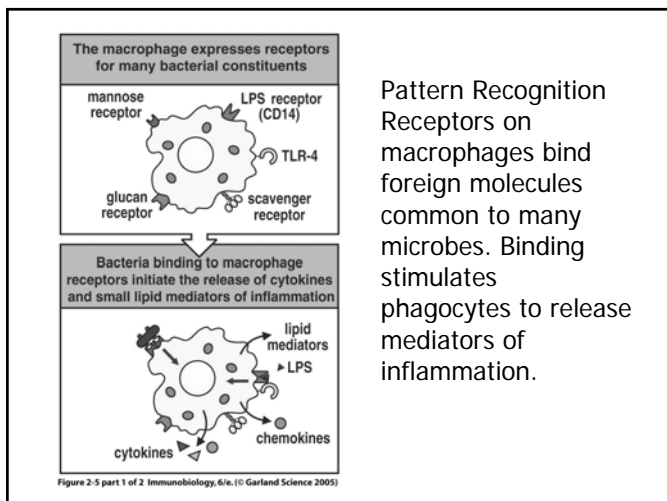 The macrophage expresses receptors
for many bacterial constituents
mannose
receptor
LPS receptor
(CD14)
TLR-4
glucan
receptor
scavenger
receptor
Bacteria binding to macrophage
receptors initiate the release of cytokines
and small lipid mediators of inflammation
lipid
mediators
LPS
chemokines
cytokines
Figure 2-5 part 1 of 2 Immunobiology, 6/e. (© Garland Science 2005)
Pattern Recognition
Receptors on
macrophages bind
foreign molecules
common to many
microbes. Binding
stimulates
phagocytes to release
mediators of
inflammation.